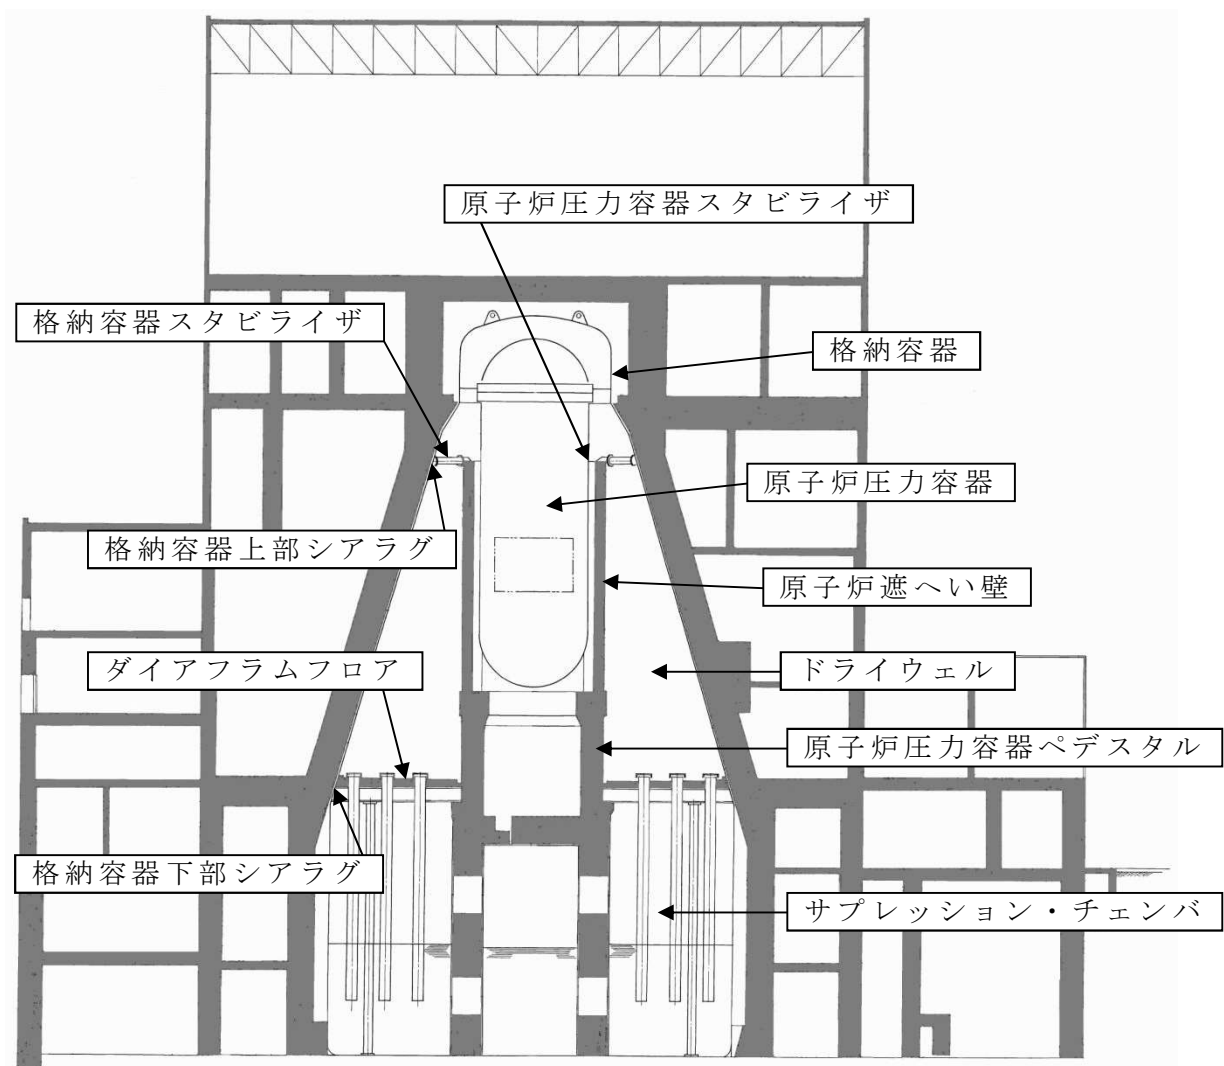 原子炉圧力容器スタビライザ
格納容器スタビライザ
格納容器
原子炉圧力容器
格納容器上部シアラグ
原子炉遮へい壁
ダイアフラムフロア
ドライウェル
原子炉圧力容器ペデスタル
格納容器下部シアラグ
サプレッション・チェンバ